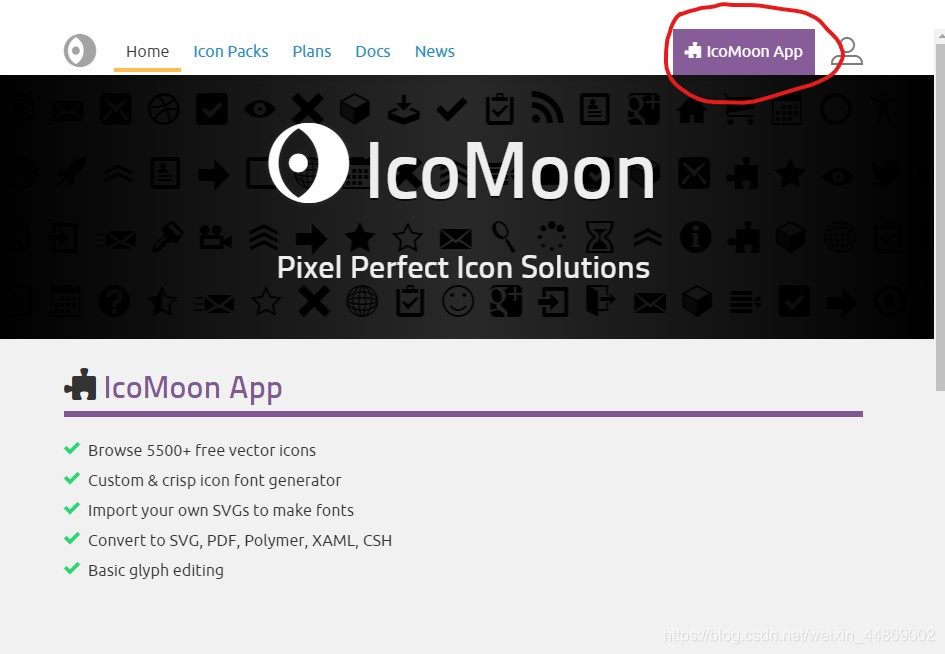 Home Icon Packs Plans Docs News IcoMoon App
IcoMoon
Pixel Perfect Icon Solutions
IcoMoon App
Browse 5500+ free vector icons
Custom & crisp icon font generator
Import your own SVGs to make fonts
Convert to SVG, PDF, Polymer, XAML, CSH
Basic glyph editing
https://blog.csdn.net/weixin_44869002